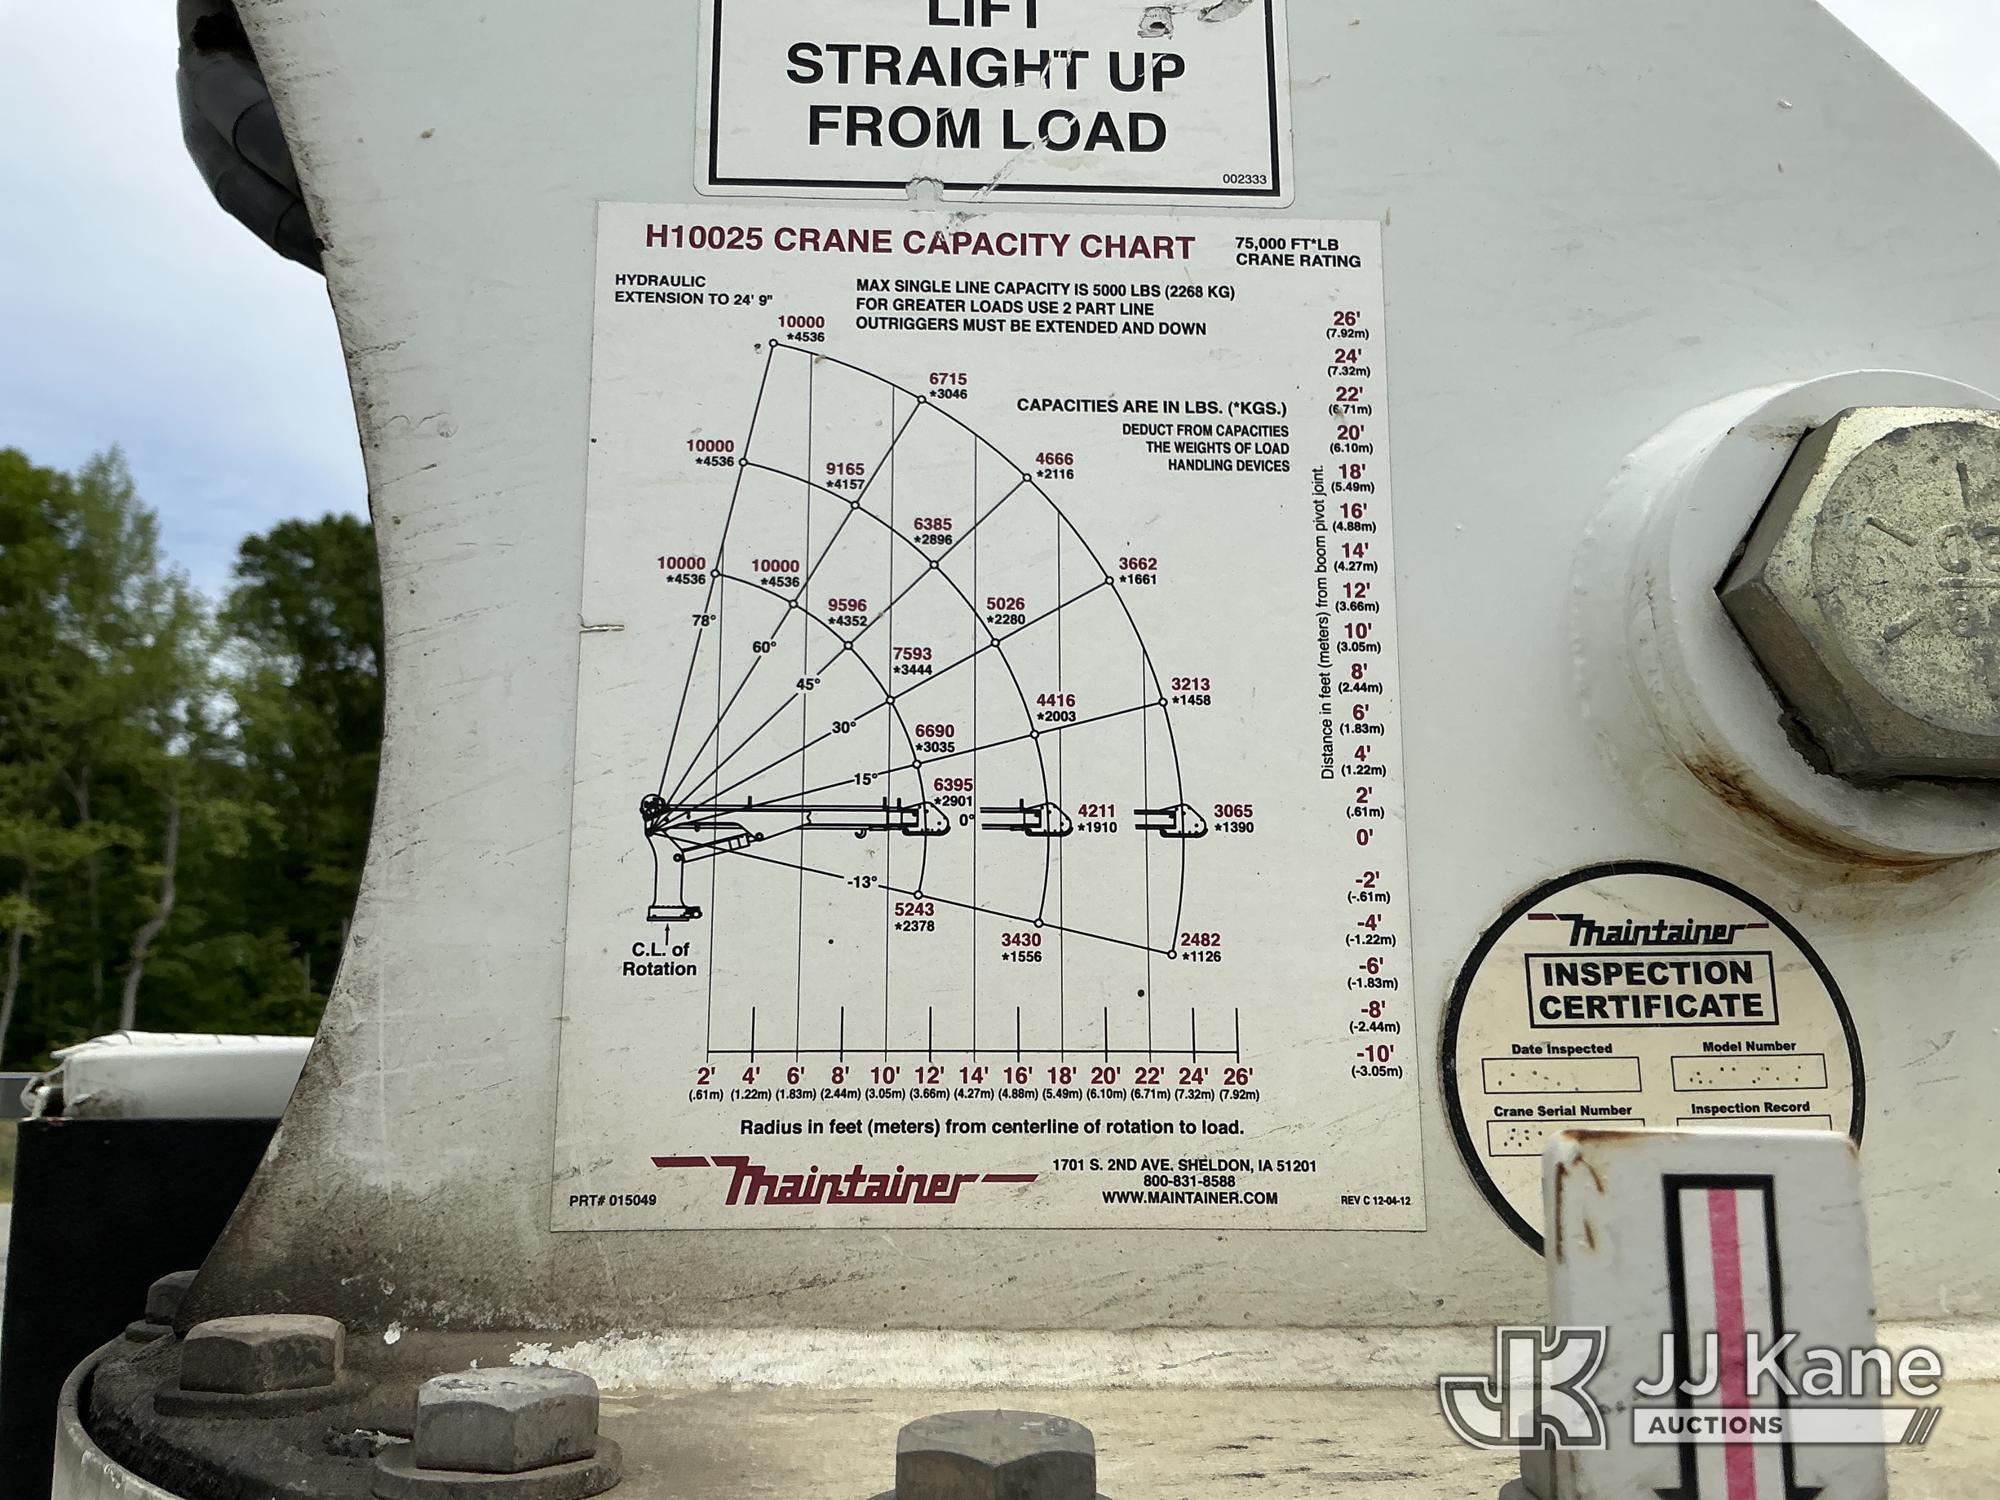 LIFT
STRAIGHT UP
FROM LOAD
002333
H10025 CRANE CAPACITY CHART
75,000 FT*LB
CRANE RATING
HYDRAULIC
EXTENSION TO 24' 9"
MAX SINGLE LINE CAPACITY IS 5000 LBS (2268 KG)
FOR GREATER LOADS USE 2 PART LINE
OUTRIGGERS MUST BE EXTENDED AND DOWN
CAPACITIES ARE IN LBS. (*KGS.)
DEDUCT FROM CAPACITIES
THE WEIGHTS OF LOAD
HANDLING DEVICES
10000
*4536
6715
*3046
4666
*2116
3662
*1661
3213
*1458
3065
*1390
2482
*1126
10000
*4536
9165
*4157
6385
*2896
5026
*2280
4416
*2003
4211
*1910
3430
*1556
10000
*4536
10000
*4536
9596
*4352
7593
*3444
6690
*3035
6395
*2901
5243
*2378
78°
60°
45°
30°
15°
0°
-13°
C.L. of
Rotation
Distance in feet (meters) from boom pivot joint.
26'
(7.92m)
24'
(7.32m)
22'
(6.71m)
20'
(6.10m)
18'
(5.49m)
16'
(4.88m)
14'
(4.27m)
12'
(3.66m)
10'
(3.05m)
8'
(2.44m)
6'
(1.83m)
4'
(1.22m)
2'
(.61m)
0'
-2'
(-.61m)
-4'
(-1.22m)
-6'
(-1.83m)
-8'
(-2.44m)
-10'
(-3.05m)
2' 4' 6' 8' 10' 12' 14' 16' 18' 20' 22' 24' 26'
(.61m) (1.22m) (1.83m) (2.44m) (3.05m) (3.66m) (4.27m) (4.88m) (5.49m) (6.10m) (6.71m) (7.32m) (7.92m)
Radius in feet (meters) from centerline of rotation to load.
PRT# 015049
Maintainer
1701 S. 2ND AVE. SHELDON, IA 51201
800-831-8588
WWW.MAINTAINER.COM
REV C 12-04-12
Maintainer
INSPECTION
CERTIFICATE
Date Inspected
Model Number
Crane Serial Number
Inspection Record
JK JJ Kane
AUCTIONS